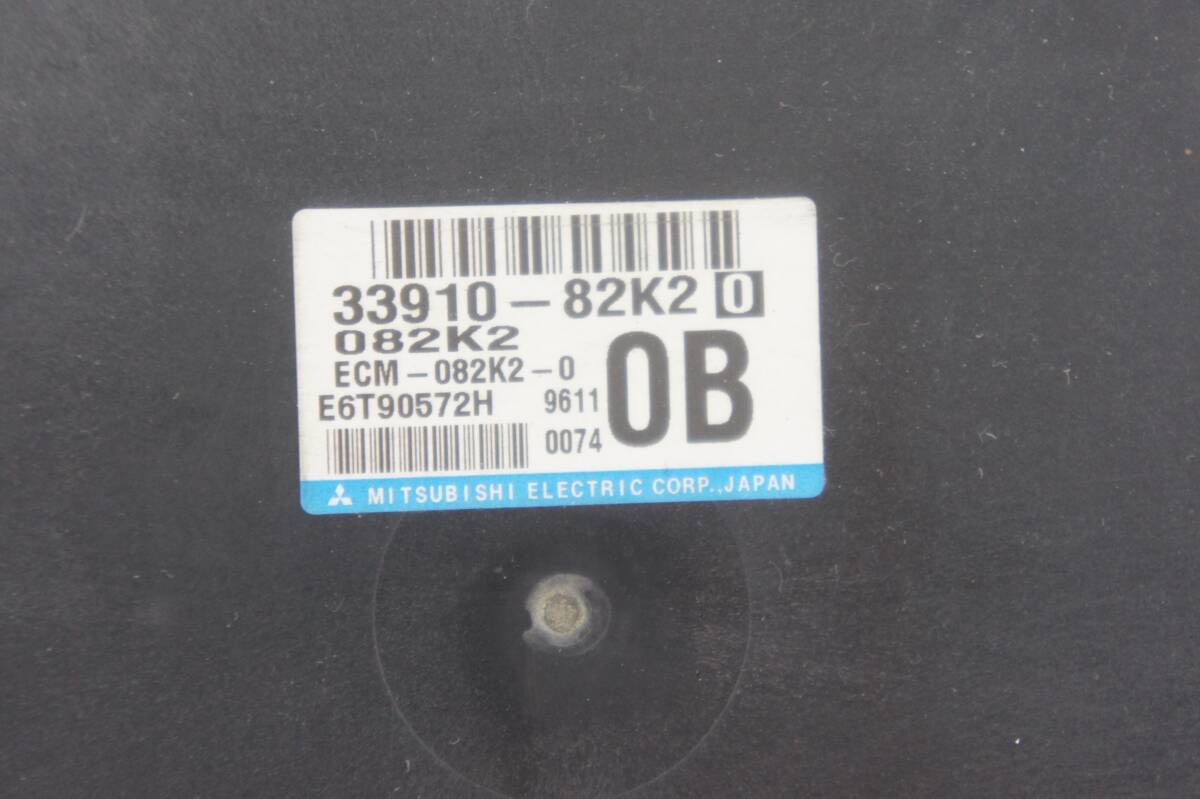 33910-82K2 0
082K2
ECM-082K2-0
E6T90572H 9611
0074
0B
MITSUBISHI ELECTRIC CORP.,JAPAN